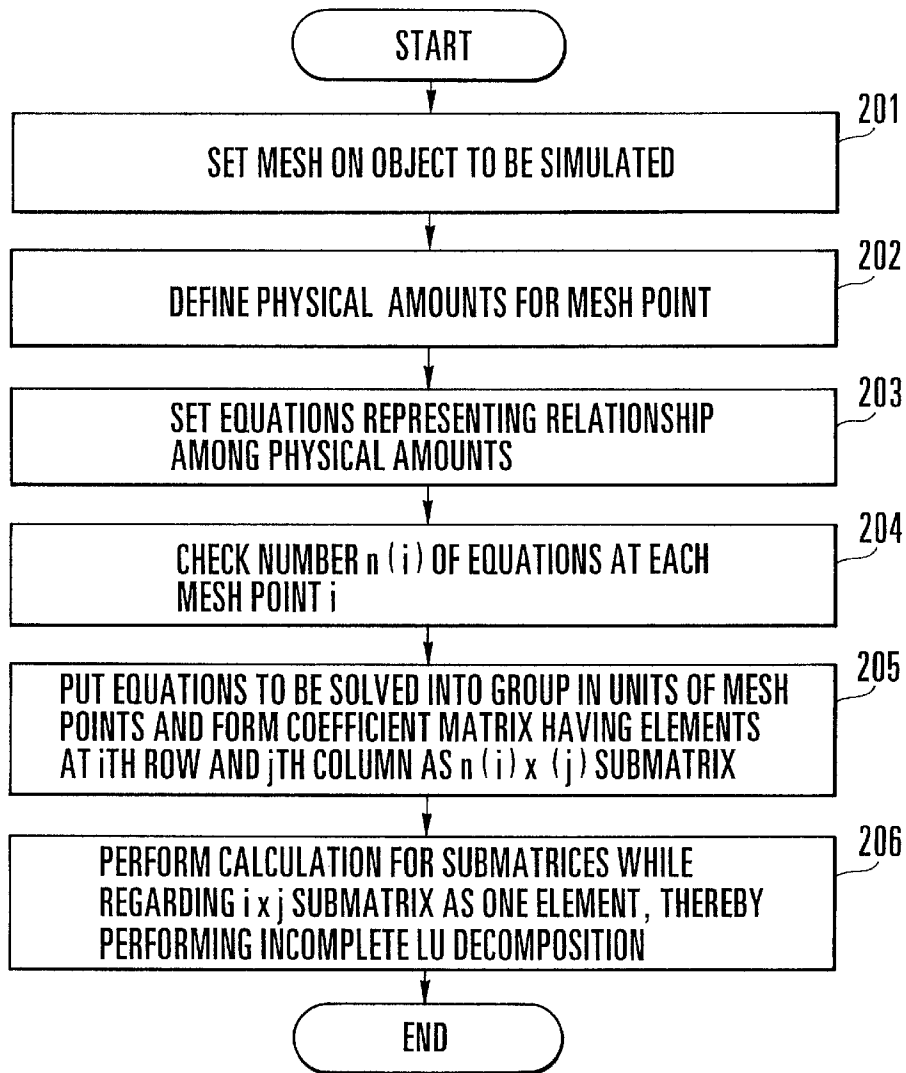 START
201
SET MESH ON OBJECT TO BE SIMULATED
202
DEFINE PHYSICAL AMOUNTS FOR MESH POINT
203
SET EQUATIONS REPRESENTING RELATIONSHIP
AMONG PHYSICAL AMOUNTS
204
CHECK NUMBER n(i) OF EQUATIONS AT EACH
MESH POINT i
205
PUT EQUATIONS TO BE SOLVED INTO GROUP IN UNITS OF MESH
POINTS AND FORM COEFFICIENT MATRIX HAVING ELEMENTS
AT iTH ROW AND jTH COLUMN AS n(i)x(j) SUBMATRIX
206
PERFORM CALCULATION FOR SUBMATRICES WHILE
REGARDING i x j SUBMATRIX AS ONE ELEMENT, THEREBY
PERFORMING INCOMPLETE LU DECOMPOSITION
END